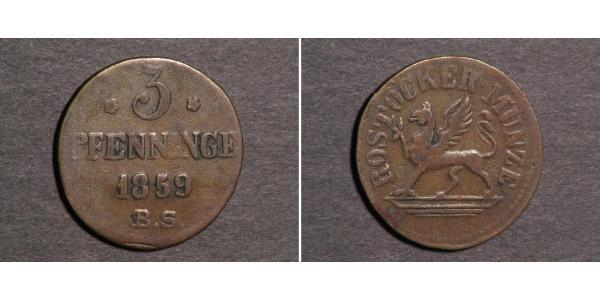 3
PFENNINGE
1859
B.S.
ROSTOCKER MÜNZE